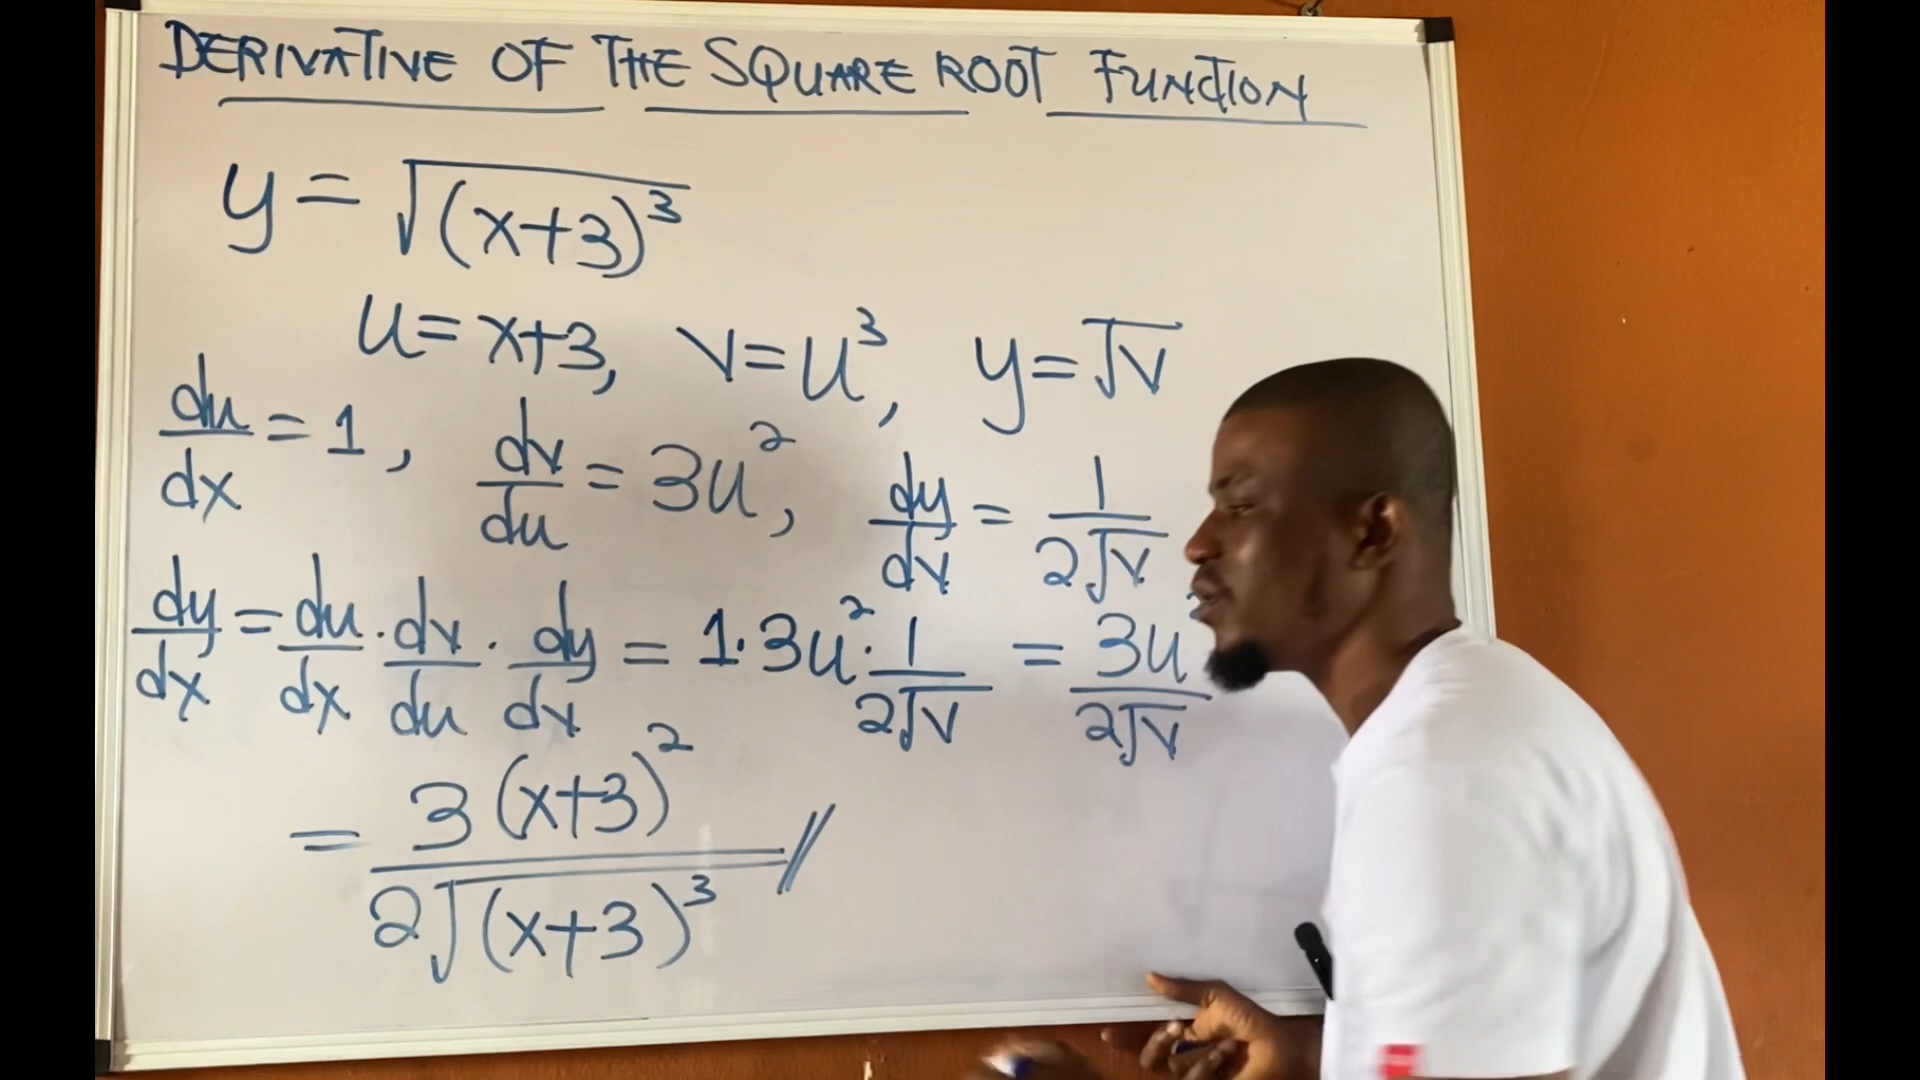 DERIVATIVE OF THE SQUARE ROOT FUNCTION
y = √(x+3)³
u = x+3, v = u³, y = √v
du/dx = 1, dv/du = 3u², dy/dv = 1/2√v
dy/dx = du/dx · dv/du · dy/dv = 1·3u²·1/2√v = 3u/2√v
= 3(x+3)²/2√(x+3)³ //